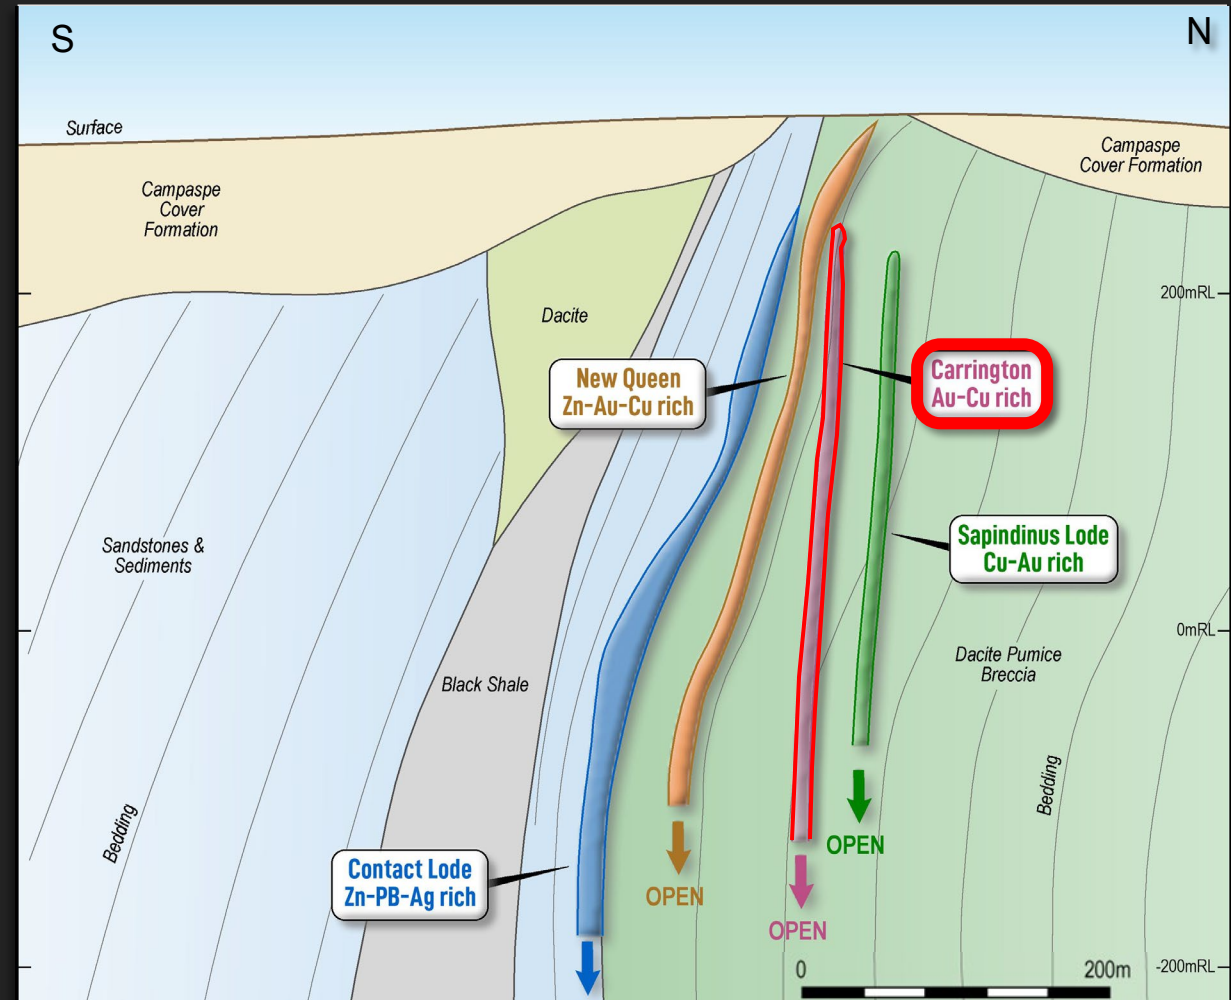 S
N
Surface
Campaspe
Cover Formation
Campaspe
Cover
Formation
200mRL
Dacite
New Queen
Zn-Au-Cu rich
Carrington
Au-Cu rich
Sapindinus Lode
Cu-Au rich
Sandstones &
Sediments
0mRL
Dacite Pumice
Breccia
Black Shale
Bedding
Bedding
OPEN
Contact Lode
Zn-PB-Ag rich
OPEN
OPEN
0
200m
-200mRL